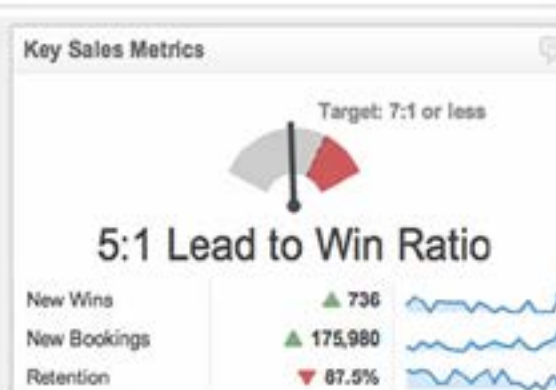 Key Sales Metrics
Target: 7:1 or less
5:1 Lead to Win Ratio
New Wins 736
New Bookings 175,980
Retention 87.5%